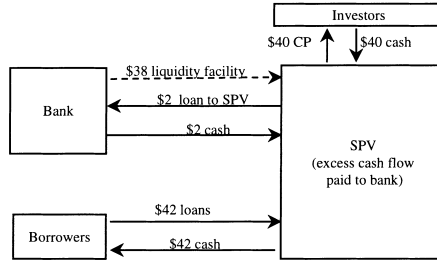 Investors
$40 CP
$40 cash
$38 liquidity facility
$2 loan to SPV
$2 cash
Bank
SPV
(excess cash flow
paid to bank)
$42 loans
Borrowers
$42 cash